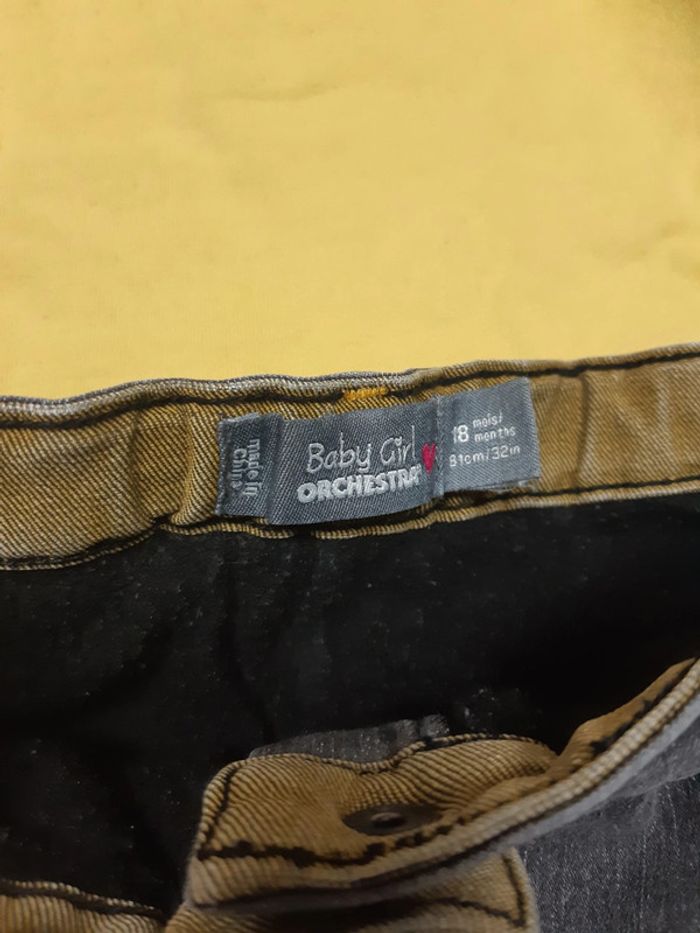 made in
China
Baby Girl
ORCHESTRA
18 mois/
months
81cm/32in